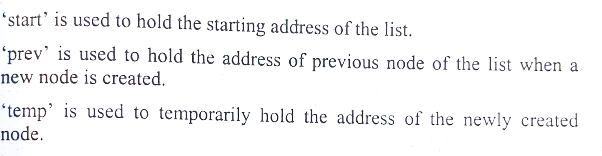 ‘start’ is used to hold the starting address of the list.
‘prev’ is used to hold the address of previous node of the list when a
new node is created.
‘temp’ is used to temporarily hold the address of the newly created
node.